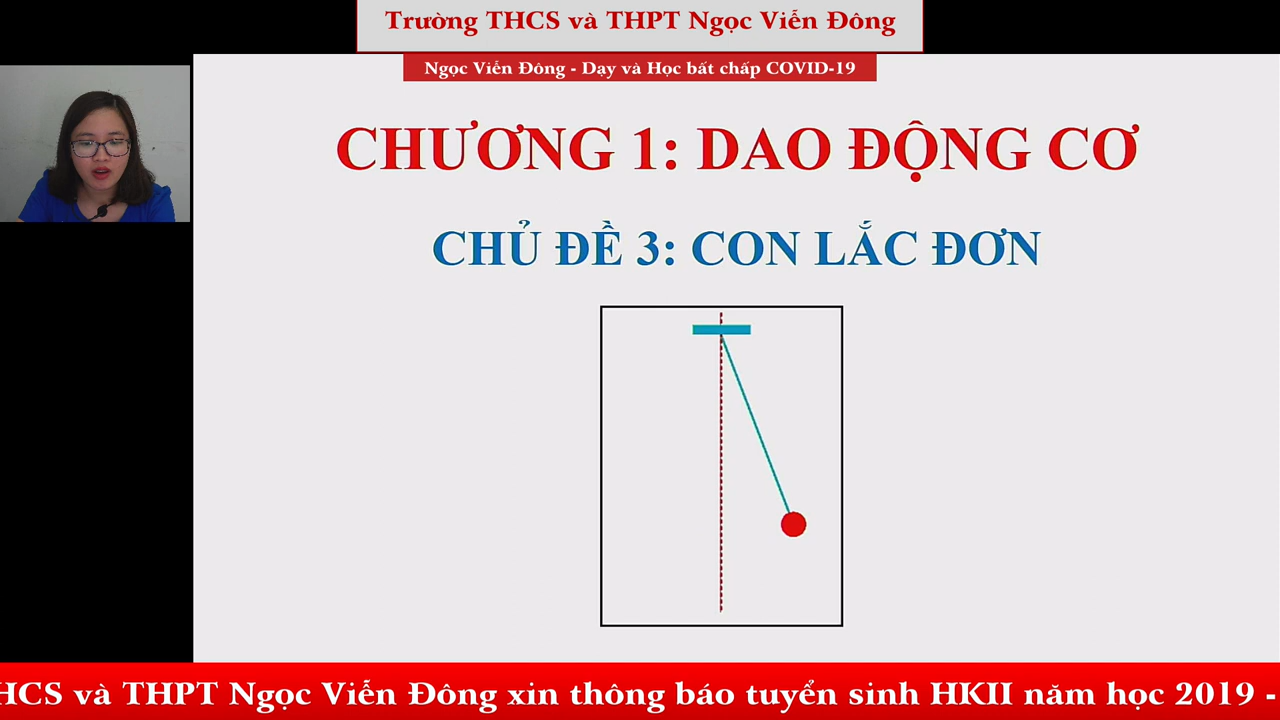 Trường THCS và THPT Ngọc Viễn Đông
Ngọc Viễn Đông - Dạy và Học bất chấp COVID-19
CHƯƠNG 1: DAO ĐỘNG CƠ
CHỦ ĐỀ 3: CON LẮC ĐƠN
HCS và THPT Ngọc Viễn Đông xin thông báo tuyển sinh HKII năm học 2019 -